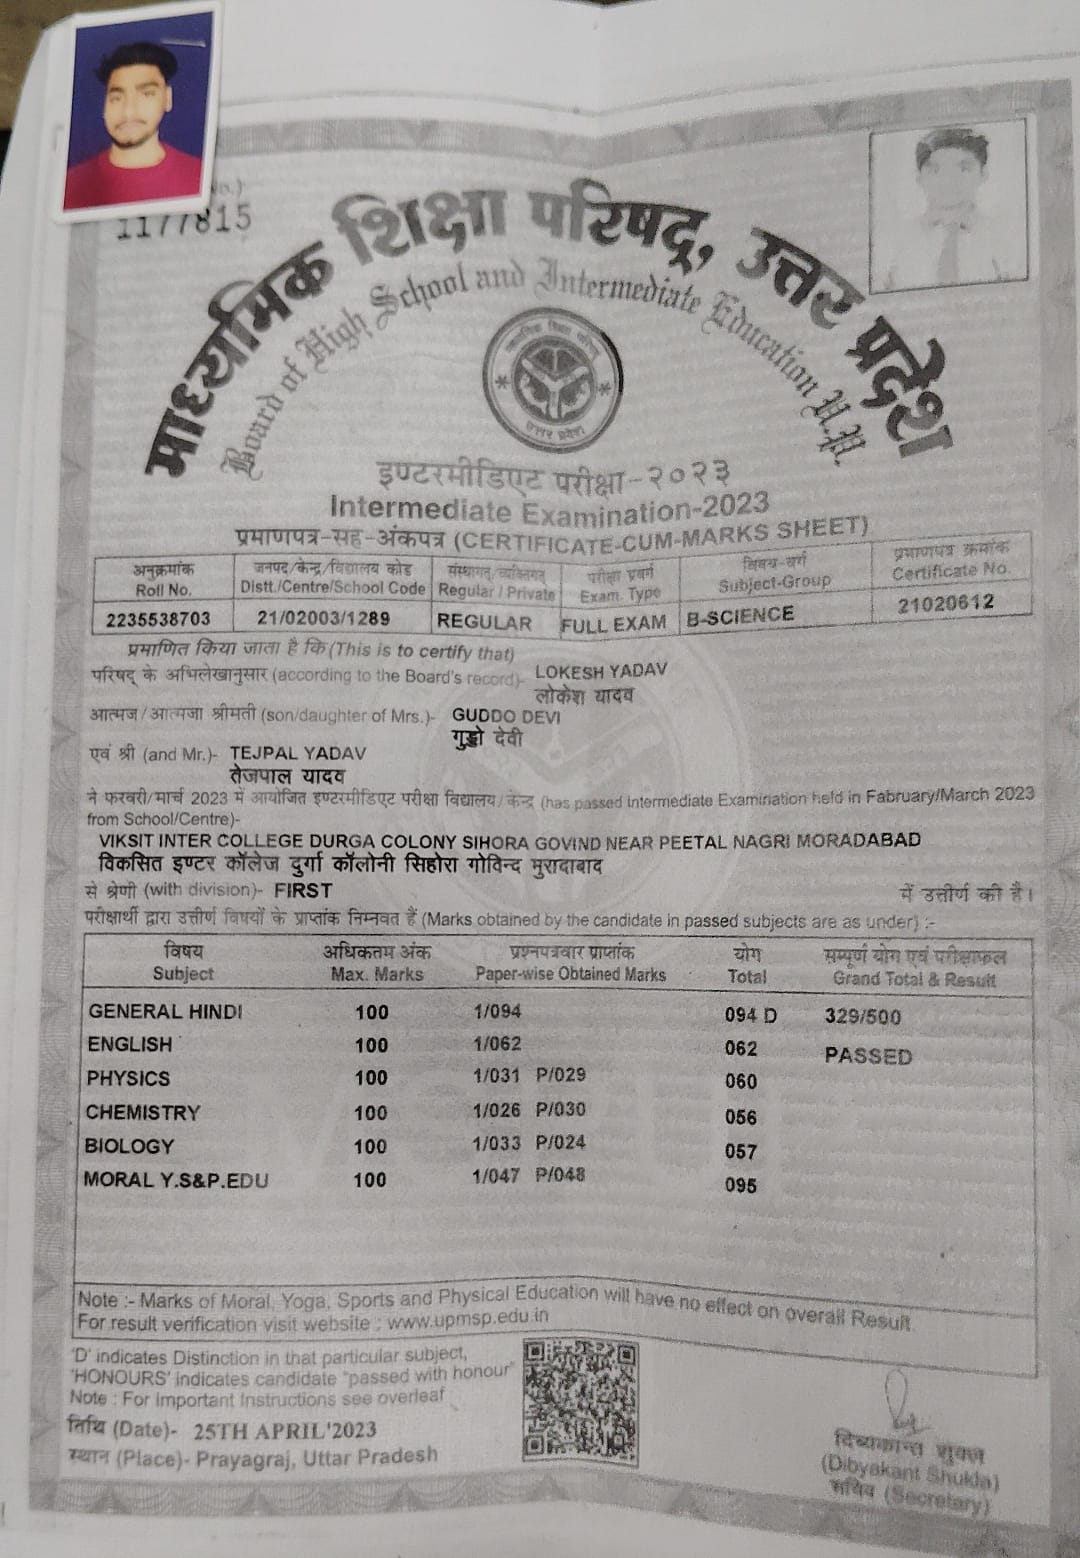 No.)
1177815
माध्यमिक शिक्षा परिषद्, उत्तर प्रदेश
Board of High School and Intermediate Education U.P.
माध्यमिक शिक्षा परिषद्
उत्तर प्रदेश
इण्टरमीडिएट परीक्षा-२०२३
Intermediate Examination-2023
प्रमाणपत्र-सह-अंकपत्र (CERTIFICATE-CUM-MARKS SHEET)
अनुक्रमांक जनपद/केन्द्र/विद्यालय कोड संस्थागत/व्यक्तिगत परीक्षा प्रवर्ग विषय-वर्ग प्रमाणपत्र क्रमांक
Roll No. Distt./Centre/School Code Regular / Private Exam. Type Subject-Group Certificate No.
2235538703 21/02003/1289 REGULAR FULL EXAM B-SCIENCE 21020612
प्रमाणित किया जाता है कि (This is to certify that)
परिषद् के अभिलेखानुसार (according to the Board's record)- LOKESH YADAV
लोकेश यादव
आत्मज/आत्मजा श्रीमती (son/daughter of Mrs.)- GUDDO DEVI
गुड्डो देवी
एवं श्री (and Mr.)- TEJPAL YADAV
तेजपाल यादव
ने फरवरी/मार्च 2023 में आयोजित इण्टरमीडिएट परीक्षा विद्यालय/केन्द्र (has passed Intermediate Examination held in Fabruary/March 2023
from School/Centre)-
VIKSIT INTER COLLEGE DURGA COLONY SIHORA GOVIND NEAR PEETAL NAGRI MORADABAD
विकसित इण्टर कॉलेज दुर्गा कॉलोनी सिहोरा गोविन्द मुरादाबाद
से श्रेणी (with division)- FIRST में उत्तीर्ण की है।
परीक्षार्थी द्वारा उत्तीर्ण विषयों के प्राप्तांक निम्नवत हैं (Marks obtained by the candidate in passed subjects are as under) :-
विषय अधिकतम अंक प्रश्नपत्रवार प्राप्तांक योग सम्पूर्ण योग एवं परीक्षाफल
Subject Max. Marks Paper-wise Obtained Marks Total Grand Total & Result
GENERAL HINDI 100 1/094 094 D 329/500
ENGLISH 100 1/062 062 PASSED
PHYSICS 100 1/031 P/029 060
CHEMISTRY 100 1/026 P/030 056
BIOLOGY 100 1/033 P/024 057
MORAL Y.S&P.EDU 100 1/047 P/048 095
Note :- Marks of Moral, Yoga, Sports and Physical Education will have no effect on overall Result.
For result verification visit website : www.upmsp.edu.in
'D' indicates Distinction in that particular subject,
'HONOURS' indicates candidate "passed with honour"
Note : For Important Instructions see overleaf
तिथि (Date)- 25TH APRIL'2023
स्थान (Place)- Prayagraj, Uttar Pradesh
दिब्यकान्त शुक्ल
(Dibyakant Shukla)
सचिव (Secretary)